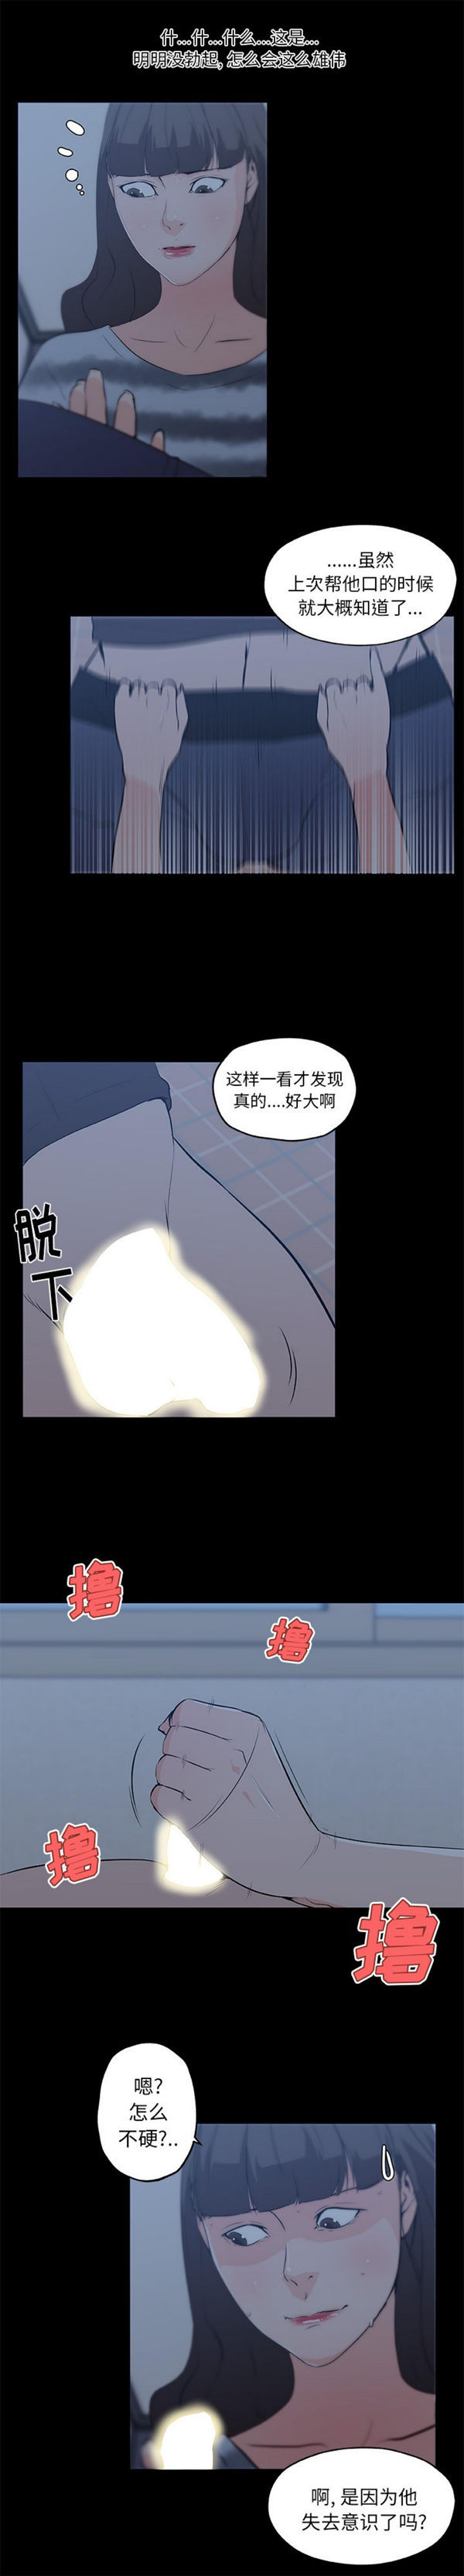 什...什...什么...这是...
明明没勃起, 怎么会这么雄伟
......虽然
上次帮他口的时候
就大概知道了...
这样一看才发现
真的....好大啊
脱
下
撸
撸
撸
撸
嗯?
怎么
不硬?..
啊, 是因为他
失去意识了吗?